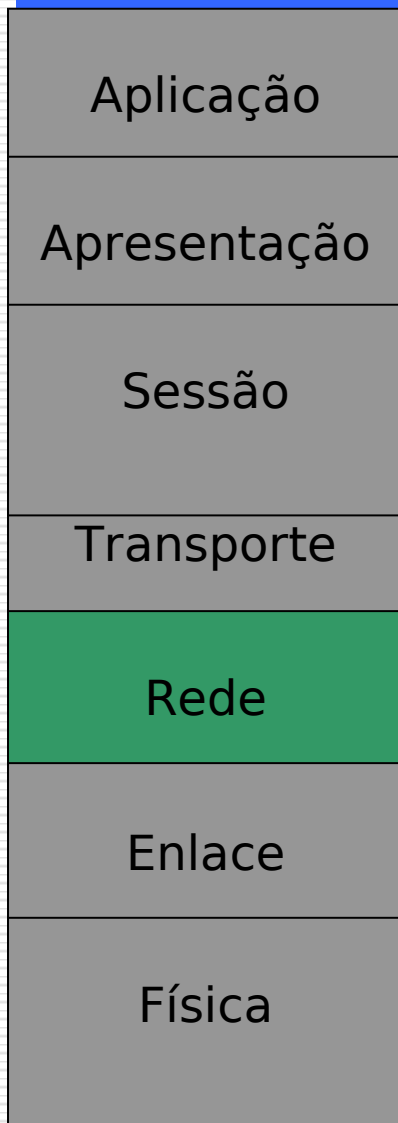 Aplicação
Apresentação
Sessão
Transporte
Rede
Enlace
Física